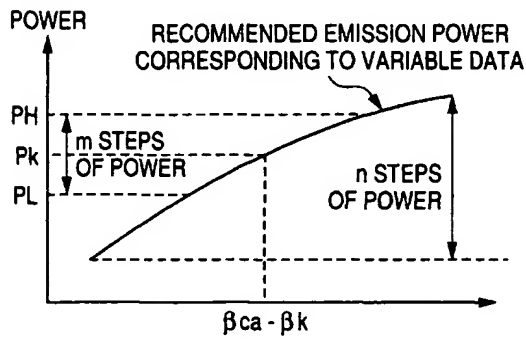 POWER
RECOMMENDED EMISSION POWER
CORRESPONDING TO VARIABLE DATA
PH
m STEPS
OF POWER
Pk
PL
n STEPS
OF POWER
βca - βk